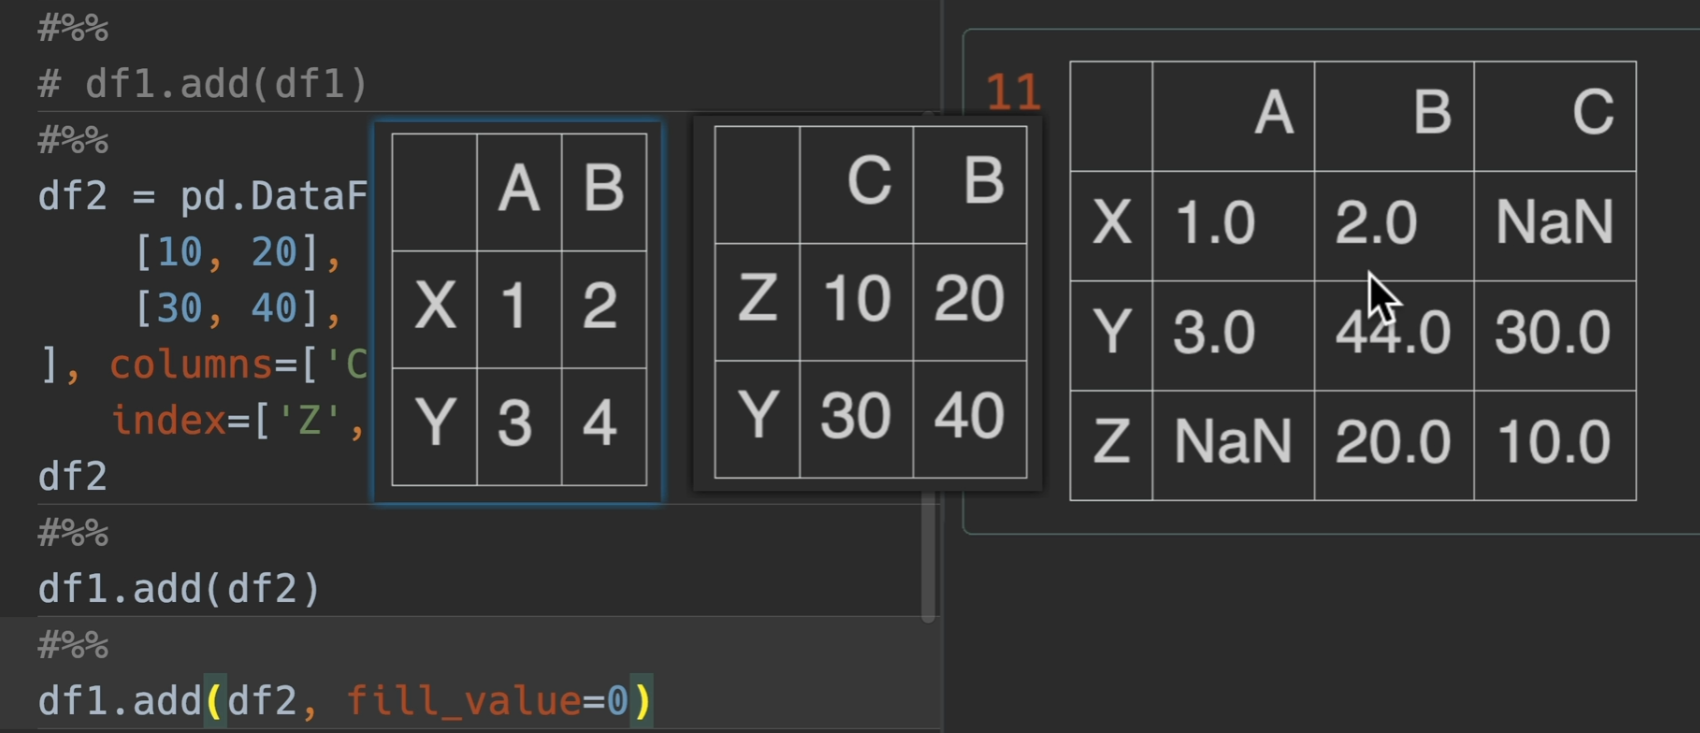 #%%
# df1.add(df1)
#%%
df2 = pd.DataF
[10, 20],
[30, 40],
], columns=['C
index=['Z',
df2
#%%
df1.add(df2)
#%%
df1.add(df2, fill_value=0)
A B
X 1 2
Y 3 4
C B
Z 10 20
Y 30 40
11
A B C
X 1.0 2.0 NaN
Y 3.0 44.0 30.0
Z NaN 20.0 10.0